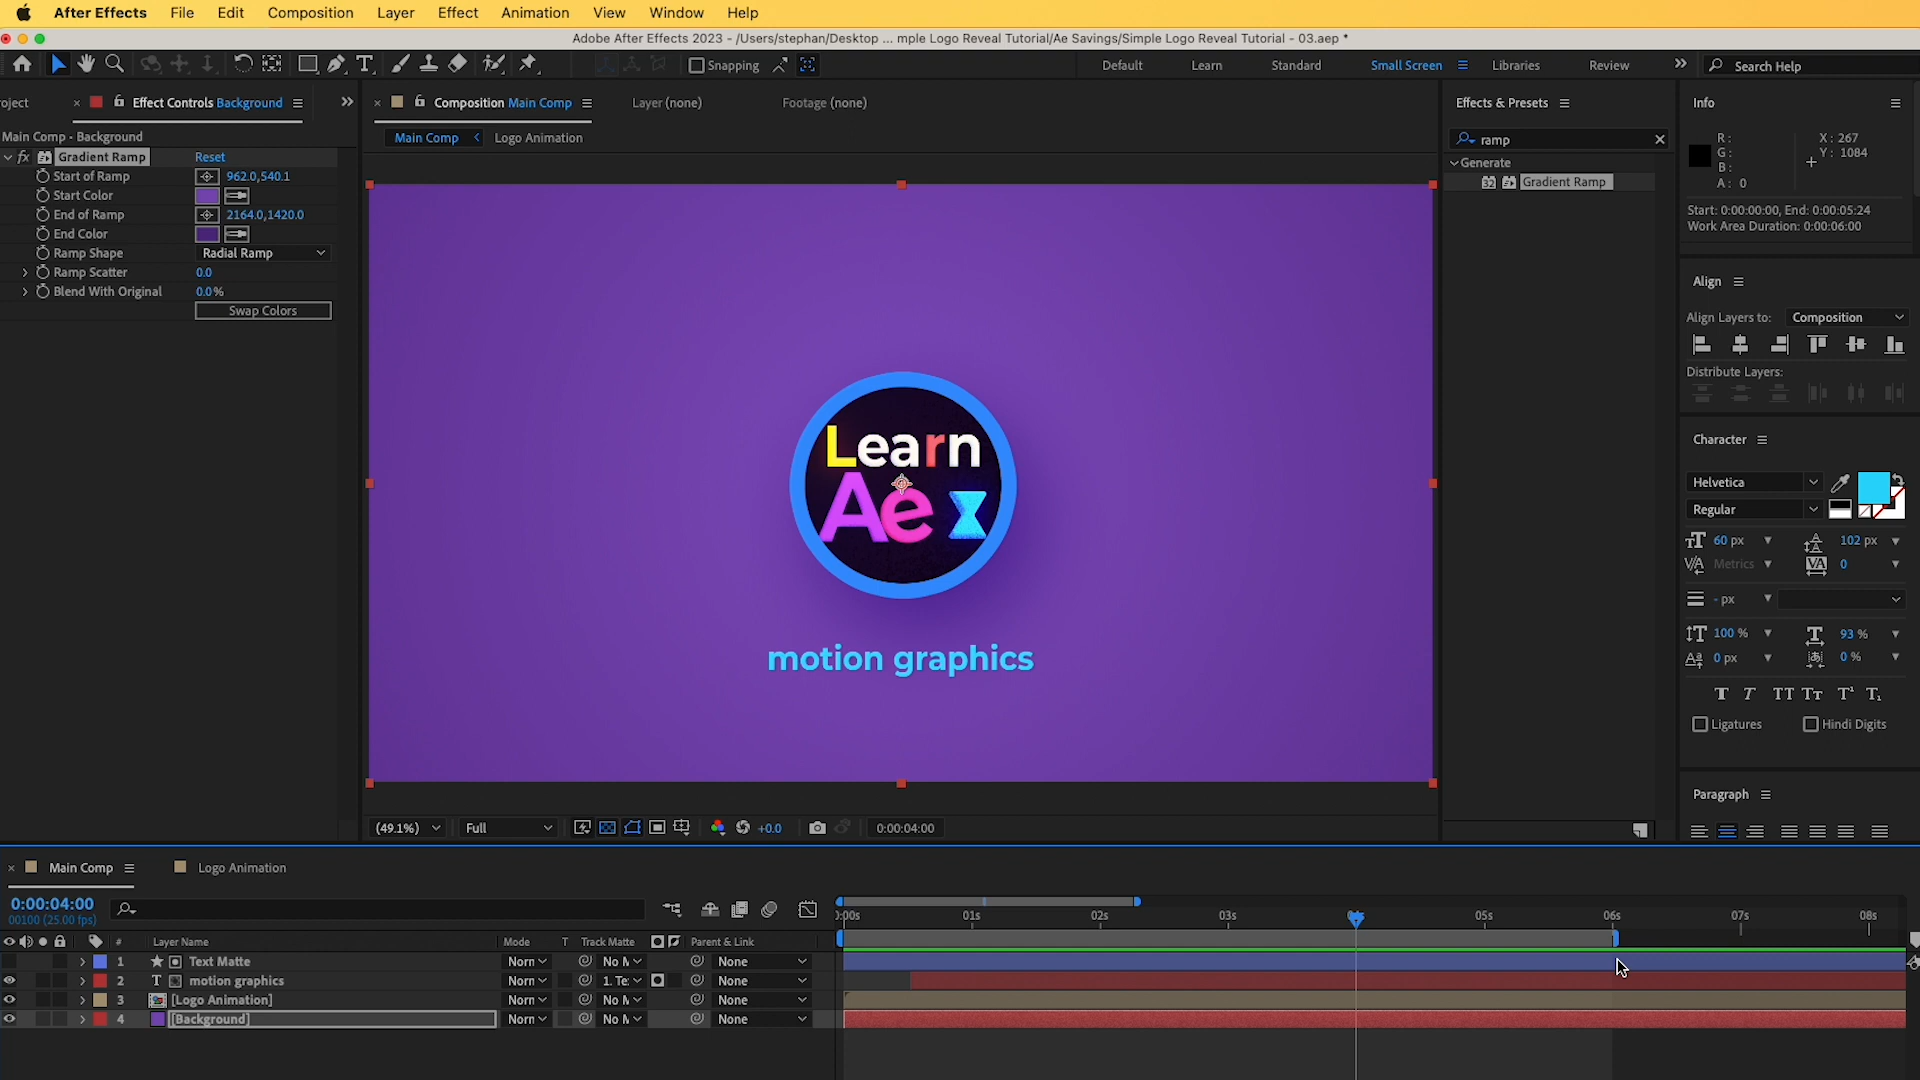 After Effects File Edit Composition Layer Effect Animation View Window Help
Adobe After Effects 2023 - /Users/stephan/Desktop ... mple Logo Reveal Tutorial/Ae Savings/Simple Logo Reveal Tutorial - 03.aep *
Snapping Default Learn Standard Small Screen Libraries Review Search Help
roject Effect Controls Background Composition Main Comp Layer (none) Footage (none) Effects & Presets Info
Main Comp - Background Main Comp Logo Animation ramp
fx Gradient Ramp Reset Generate
Start of Ramp 962.0,540.1 32 Gradient Ramp
Start Color
End of Ramp 2164.0,1420.0
End Color
Ramp Shape Radial Ramp
Ramp Scatter 0.0
Blend With Original 0.0%
Swap Colors
R: X: 267
G: Y: 1084
B:
A: 0
Start: 0:00:00:00, End: 0:00:05:24
Work Area Duration: 0:00:06:00
Align
Align Layers to: Composition
Distribute Layers:
Character
Helvetica
Regular
60 px 102 px
Metrics 0
- px
100 % 93 %
0 px 0 %
T T TT Tt T¹ T₁
Ligatures Hindi Digits
Paragraph
Learn
Ae
motion graphics
(49.1%) Full +0.0 0:00:04:00
Main Comp Logo Animation
0:00:04:00
00100 (25.00 fps)
:00s 01s 02s 03s 05s 06s 07s 08s
# Layer Name Mode T Track Matte Parent & Link
1 Text Matte Norn No M None
2 T motion graphics Norn 1. Te: None
3 [Logo Animation] Norn No M None
4 [Background] Norn No M None